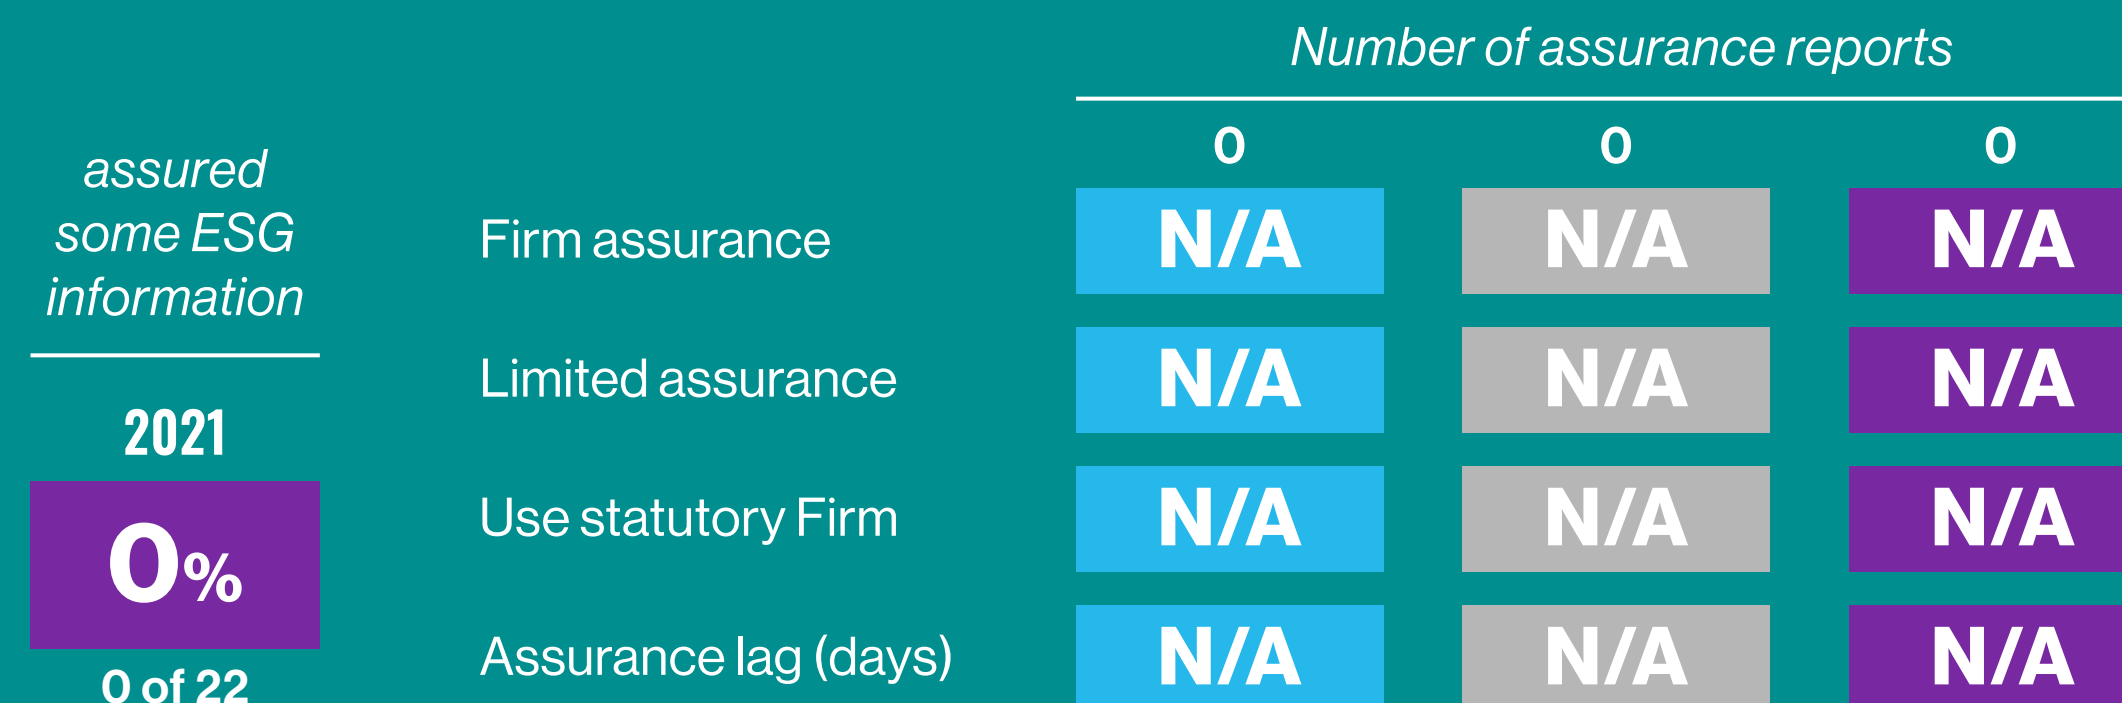 assured
some ESG
information
2021
0%
0 of 22
Number of assurance reports
0 0 0
Firm assurance N/A N/A N/A
Limited assurance N/A N/A N/A
Use statutory Firm N/A N/A N/A
Assurance lag (days) N/A N/A N/A